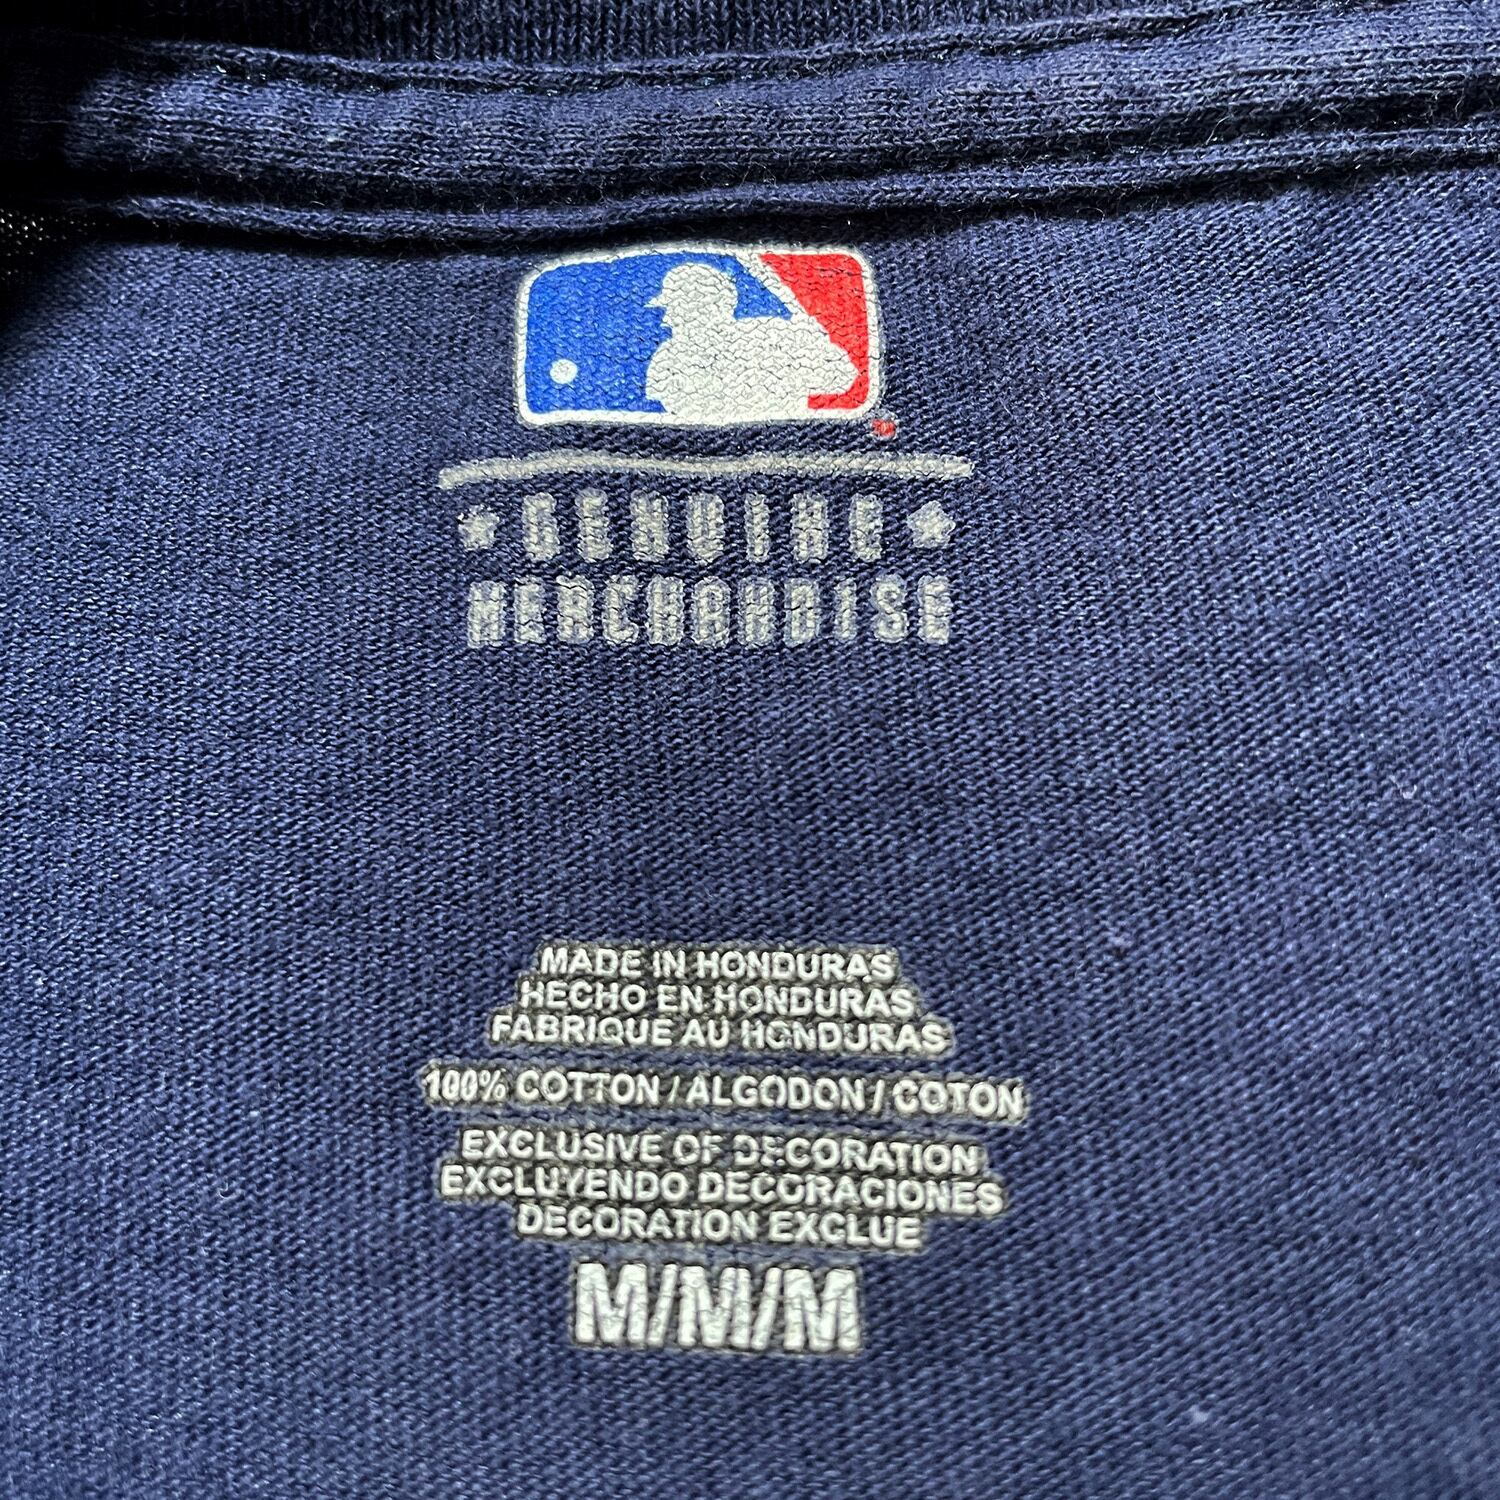 ★GENUINE★
MERCHANDISE
MADE IN HONDURAS
HECHO EN HONDURAS
FABRIQUE AU HONDURAS
100% COTTON / ALGODON / COTON
EXCLUSIVE OF DECORATION
EXCLUYENDO DECORACIONES
DECORATION EXCLUE
M/M/M